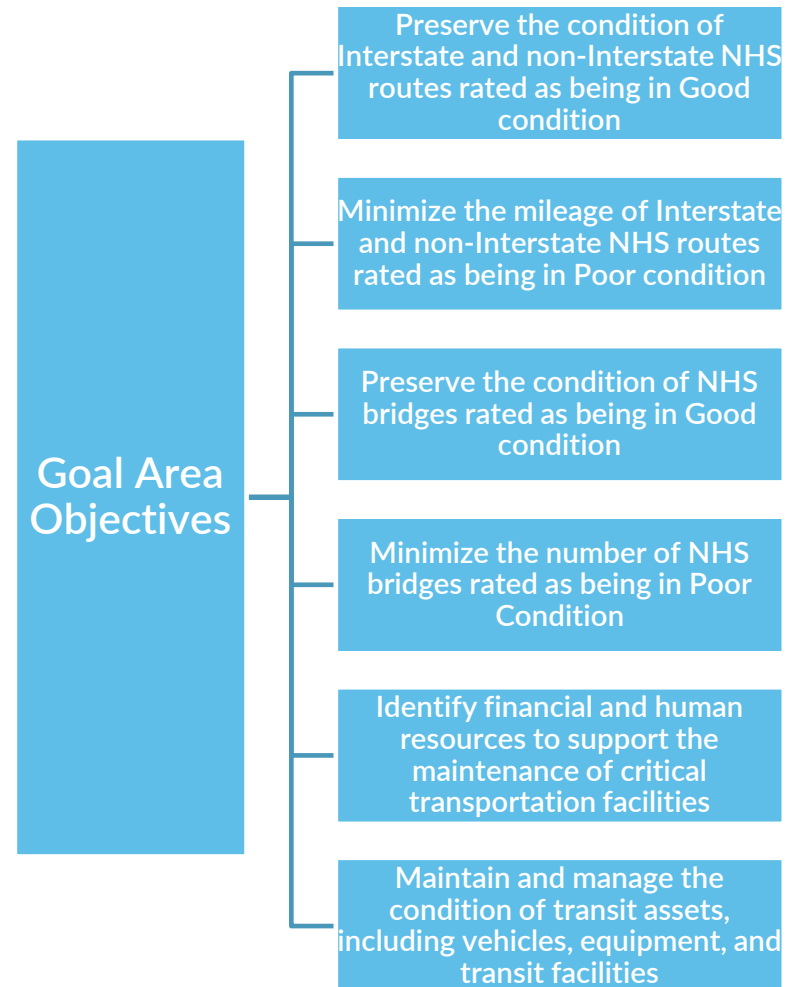 Goal Area
Objectives
Preserve the condition of
Interstate and non-Interstate NHS
routes rated as being in Good
condition
Minimize the mileage of Interstate
and non-Interstate NHS routes
rated as being in Poor condition
Preserve the condition of NHS
bridges rated as being in Good
condition
Minimize the number of NHS
bridges rated as being in Poor
Condition
Identify financial and human
resources to support the
maintenance of critical
transportation facilities
Maintain and manage the
condition of transit assets,
including vehicles, equipment, and
transit facilities